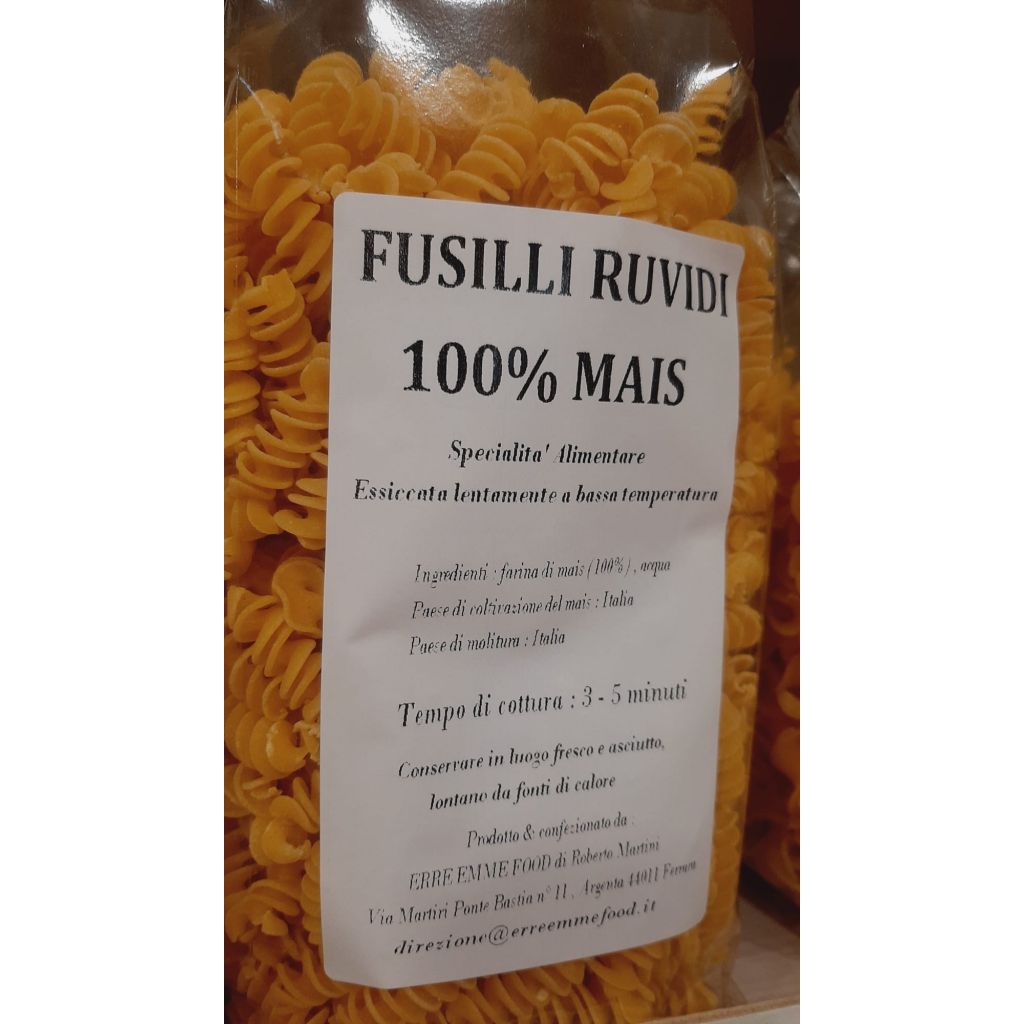 FUSILLI RUVIDI
100% MAIS
Specialita' Alimentare
Essiccata lentamente a bassa temperatura
Ingredienti : farina di mais (100%) , acqua
Paese di coltivazione del mais : Italia
Paese di molitura : Italia
Tempo di cottura : 3 - 5 minuti
Conservare in luogo fresco e asciutto,
lontano da fonti di calore
Prodotto & confezionato da :
ERRE EMME FOOD di Roberto Martini
Via Martiri Ponte Bastia n° 11 , Argenta 44011 Ferrara
direzione@erreemmefood.it